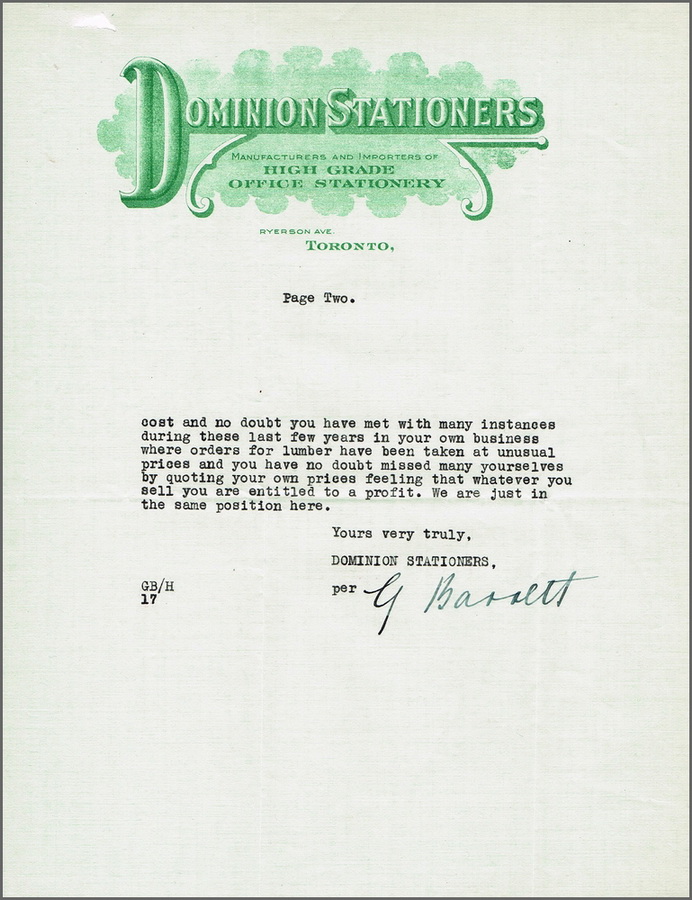 DOMINION STATIONERS
MANUFACTURERS AND IMPORTERS OF
HIGH GRADE
OFFICE STATIONERY
RYERSON AVE.
TORONTO,
Page Two.
cost and no doubt you have met with many instances
during these last few years in your own business
where orders for lumber have been taken at unusual
prices and you have no doubt missed many yourselves
by quoting your own prices feeling that whatever you
sell you are entitled to a profit. We are just in
the same position here.
Yours very truly,
DOMINION STATIONERS,
GB/H
per G Barrett
17